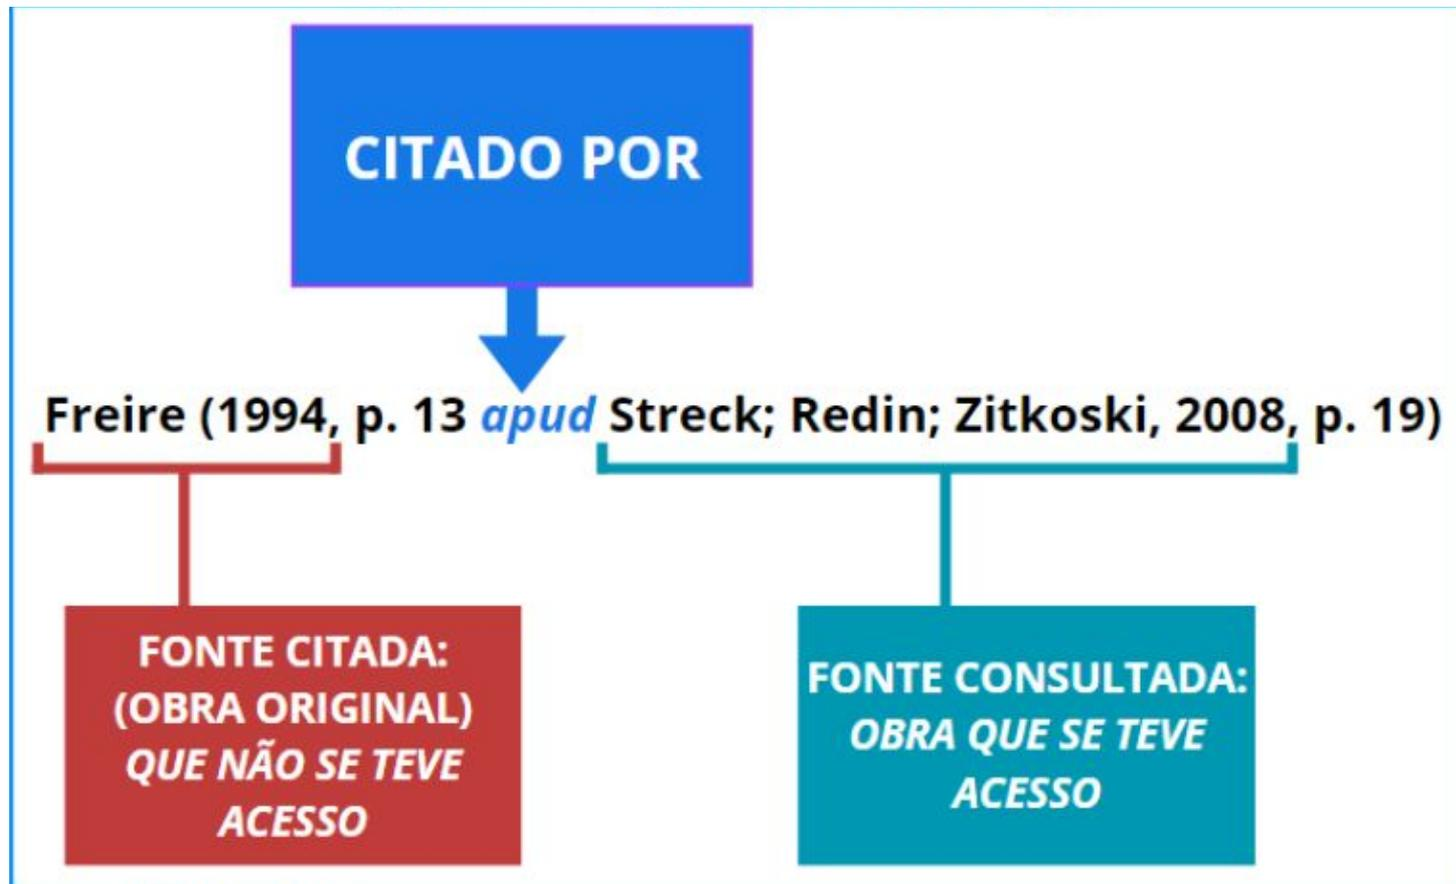 CITADO POR
Freire (1994, p. 13 apud Streck; Redin; Zitkoski, 2008, p. 19)
FONTE CITADA:
(OBRA ORIGINAL)
QUE NÃO SE TEVE
ACESSO
FONTE CONSULTADA:
OBRA QUE SE TEVE
ACESSO